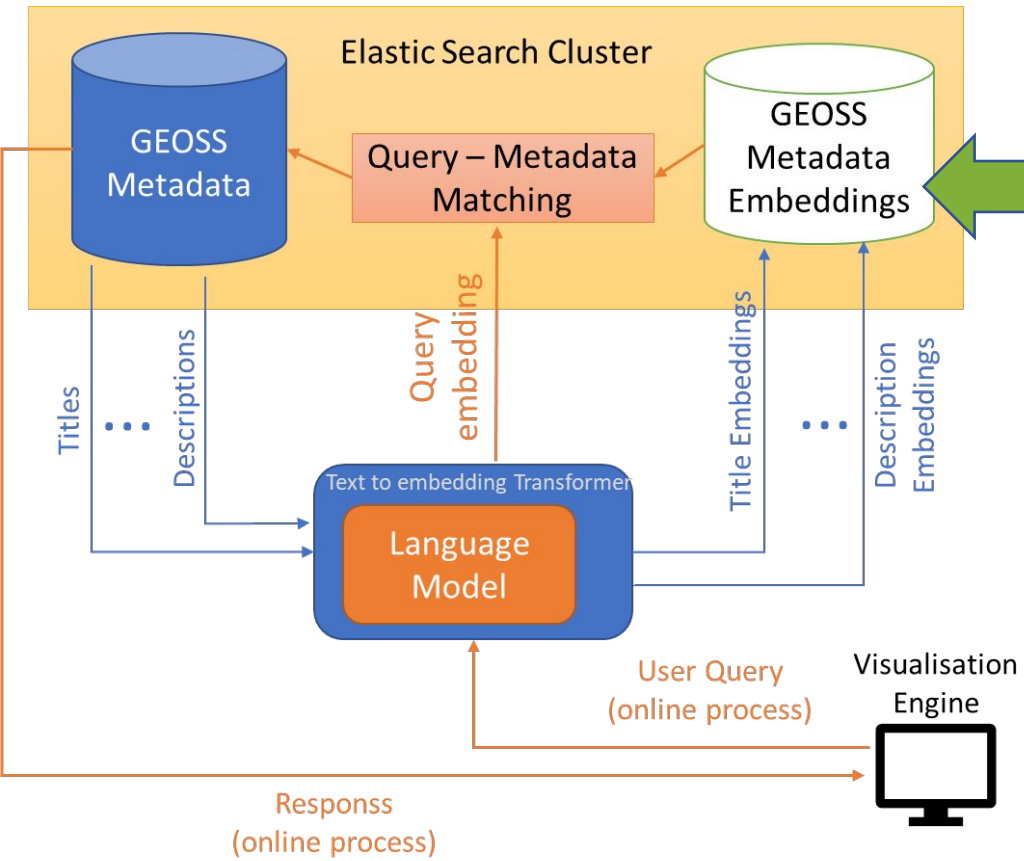 Elastic Search Cluster
GEOSS
Metadata
Query – Metadata
Matching
GEOSS
Metadata
Embeddings
Titles
...
Descriptions
Query
embedding
Title Embeddings
...
Description
Embeddings
Text to embedding Transformer
Language
Model
User Query
(online process)
Visualisation
Engine
Responss
(online process)